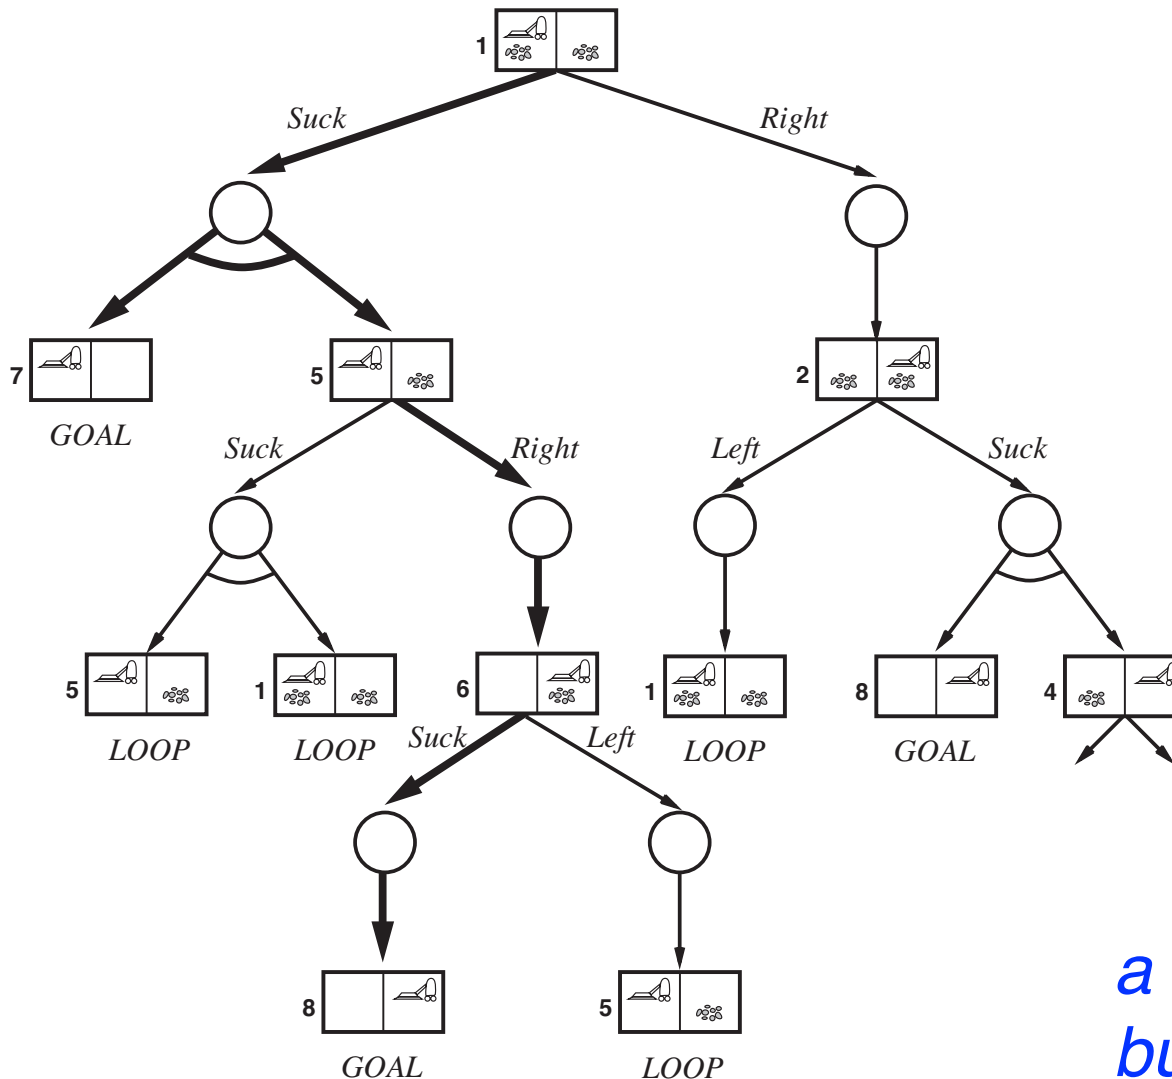 1
Suck Right
7 5 2
GOAL
Suck Right Left Suck
5 1 6 1 8 4
LOOP LOOP Suck Left LOOP GOAL
8 5
GOAL LOOP
a
bu